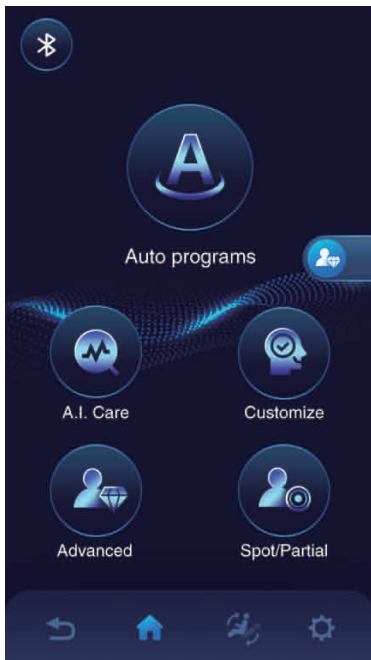 A
Auto programs
A.I. Care
Customize
Advanced
Spot/Partial